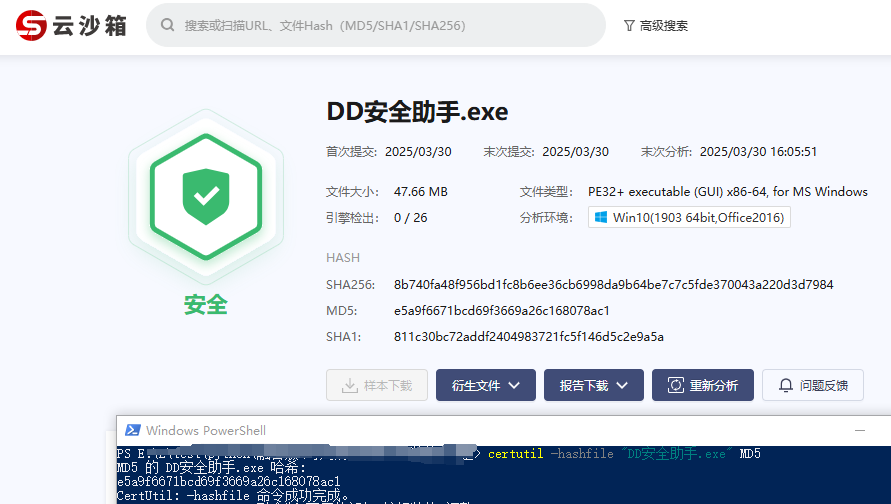 云沙箱
搜索或扫描URL、文件Hash（MD5/SHA1/SHA256)
高级搜索
DD安全助手.exe
首次提交: 2025/03/30 末次提交: 2025/03/30 末次分析: 2025/03/30 16:05:51
文件大小: 47.66 MB 文件类型: PE32+ executable (GUI) x86-64, for MS Windows
引擎检出: 0 / 26 分析环境: Win10(1903 64bit,Office2016)
HASH
SHA256: 8b740fa48f956bd1fc8b6ee36cb6998da9b64be7c7c5fde370043a220d3d7984
安全
MD5: e5a9f6671bcd69f3669a26c168078ac1
SHA1: 811c30bc72addf2404983721fc5f146d5c2e9a5a
样本下载 衍生文件 报告下载 重新分析 问题反馈
Windows PowerShell
certutil -hashfile "DD安全助手.exe" MD5
MD5 的 DD安全助手.exe 哈希:
e5a9f6671bcd69f3669a26c168078ac1
CertUtil: -hashfile 命令成功完成。